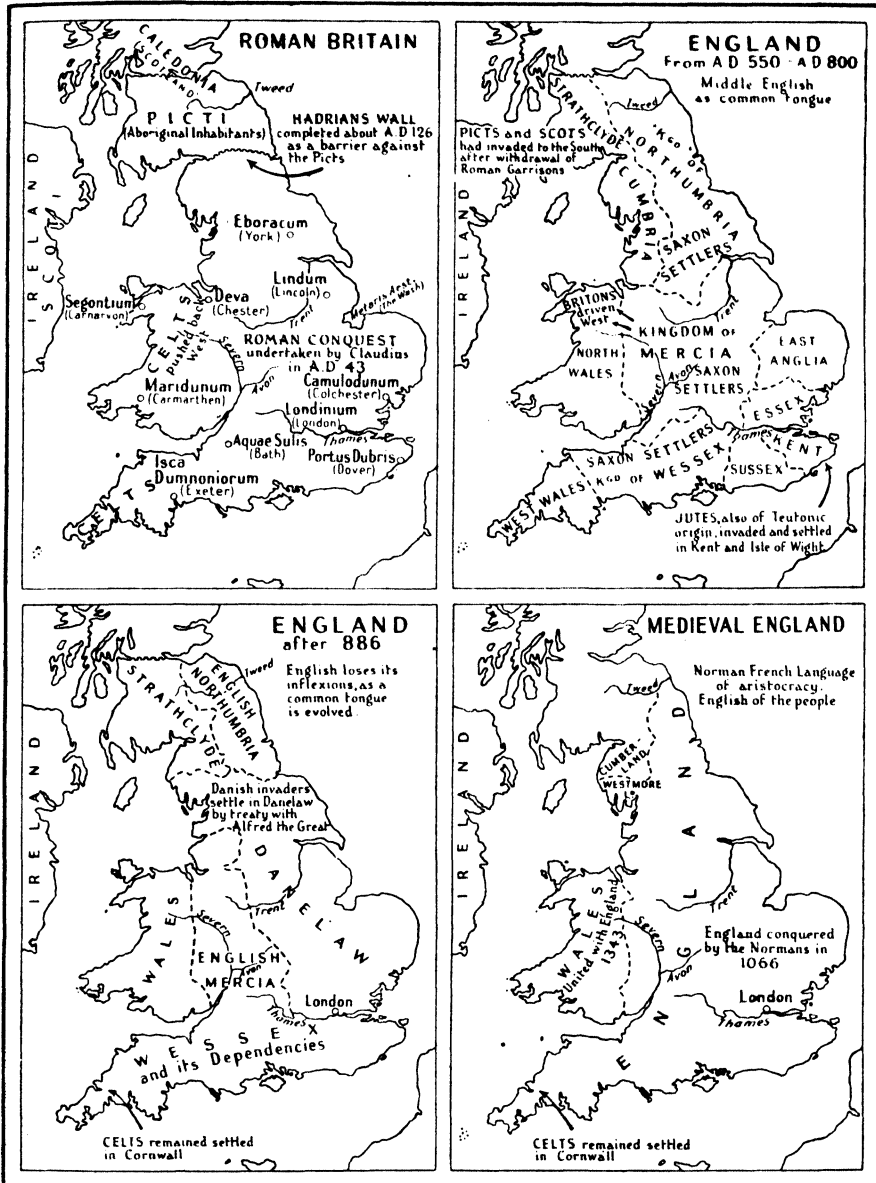 ROMAN BRITAIN
CALEDONIA
(SCOTLAND)
Tweed
PICTI
(Aboriginal Inhabitants)
HADRIANS WALL
completed about A.D 126
as a barrier against
the Picts
IRELAND
SCOTI
Eboracum
(York)
Lindum
(Lincoln)
Metaris Aest.
(The Wash)
Segontium
(Carnarvon)
Deva
(Chester)
Trent
CELTS
pushed back
West
Severn
ROMAN CONQUEST
undertaken by Claudius
in A.D 43
Avon
Camulodunum
(Colchester)
Maridunum
(Carmarthen)
Londinium
(London)
Thames
Aquae Sulis
(Bath)
Portus Dubris
(Dover)
Isca
Dumnoniorum
(Exeter)
CELTS
ENGLAND
From A D 550 - A D 800
Middle English
as common tongue
Tweed
STRATHCLYDE
KGD. OF
NORTHUMBRIA
PICTS and SCOTS
had invaded to the South
after withdrawal of
Roman Garrisons
CUMBRIA
IRELAND
SAXON
SETTLERS
Trent
BRITONS
driven
West
KINGDOM OF
MERCIA
SAXON
SETTLERS
NORTH
WALES
Avon
Severn
EAST
ANGLIA
ESSEX
Thames
KENT
SAXON SETTLERS
KGD OF WESSEX
SUSSEX
WEST WALES
JUTES, also of Teutonic
origin, invaded and settled
in Kent and Isle of Wight
ENGLAND
after 886
English loses its
inflexions, as a
common tongue
is evolved.
Tweed
ENGLISH
NORTHUMBRIA
STRATHCLYDE
IRELAND
Danish invaders
settle in Danelaw
by treaty with
Alfred the Great
DANELAW
Trent
WALES
Severn
ENGLISH
Avon
MERCIA
London
Thames
WESSEX
and its Dependencies
CELTS remained settled
in Cornwall
MEDIEVAL ENGLAND
Norman French Language
of aristocracy.
English of the people
Tweed
CUMBER-
LAND
WESTMORE
IRELAND
ENGLAND
Trent
WALES
United with England
1343
Severn
Avon
England conquered
by the Normans in
1066
London
Thames
CELTS remained settled
in Cornwall